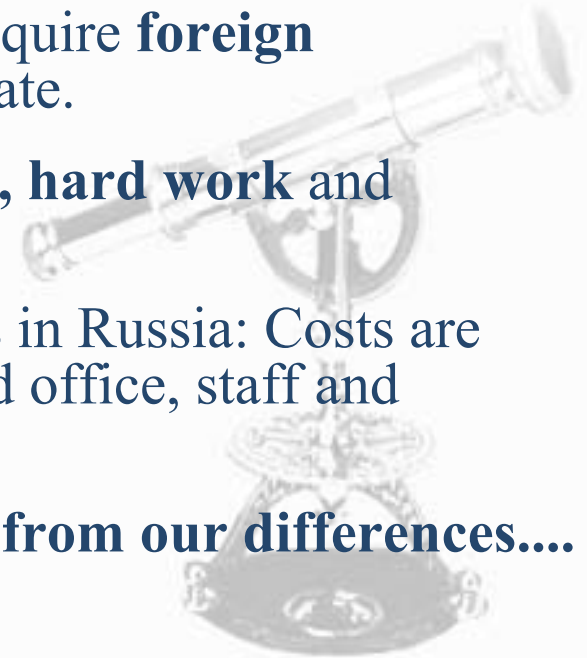 quire foreign
ate.
, hard work and
s in Russia: Costs are
d office, staff and
from our differences....